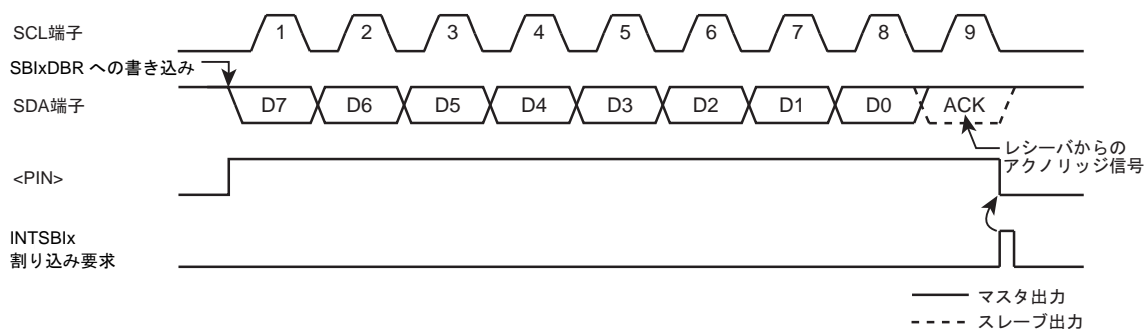 SCL端子
1 2 3 4 5 6 7 8 9
SBIxDBR への書き込み
SDA端子
D7 D6 D5 D4 D3 D2 D1 D0 ACK
レシーバからの
アクノリッジ信号
<PIN>
INTSBIx
割り込み要求
マスタ出力
スレーブ出力